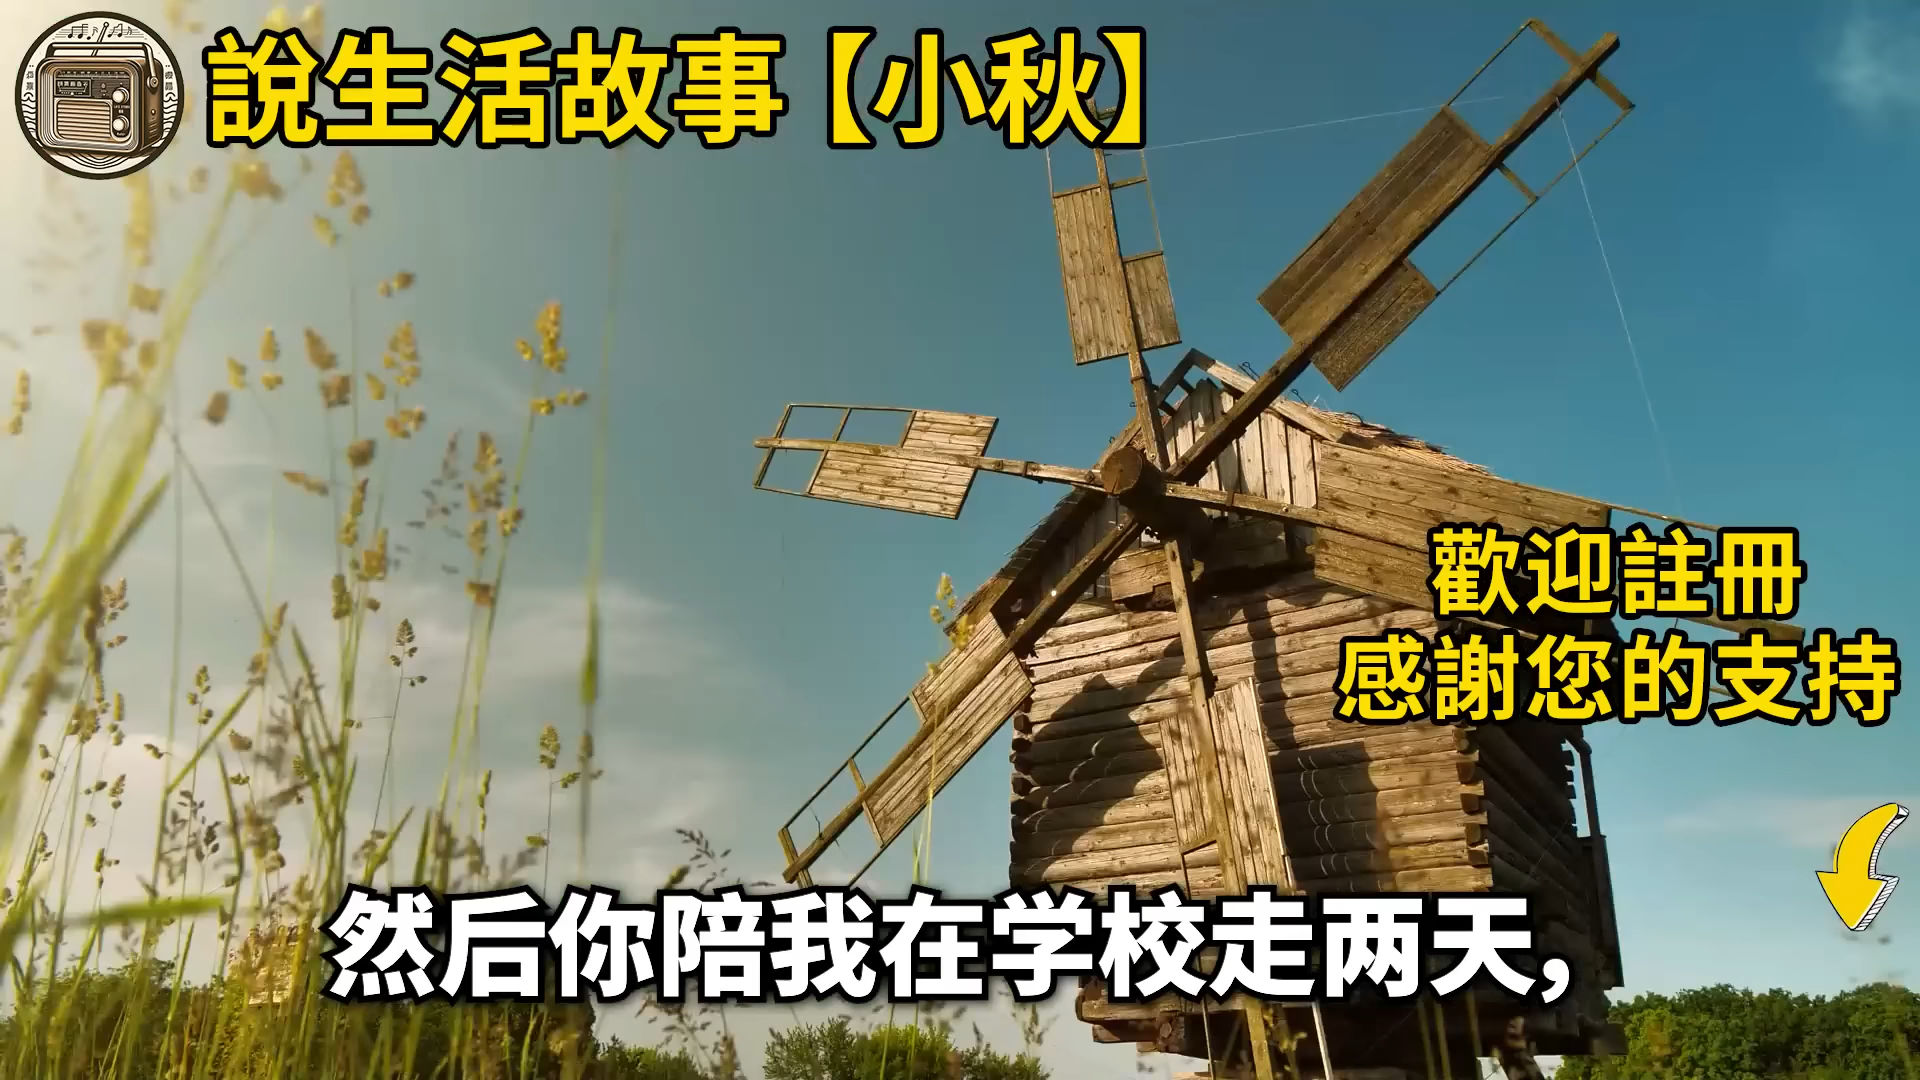 說生活故事【小秋】
歡迎註冊
感謝您的支持
然后你陪我在学校走两天,